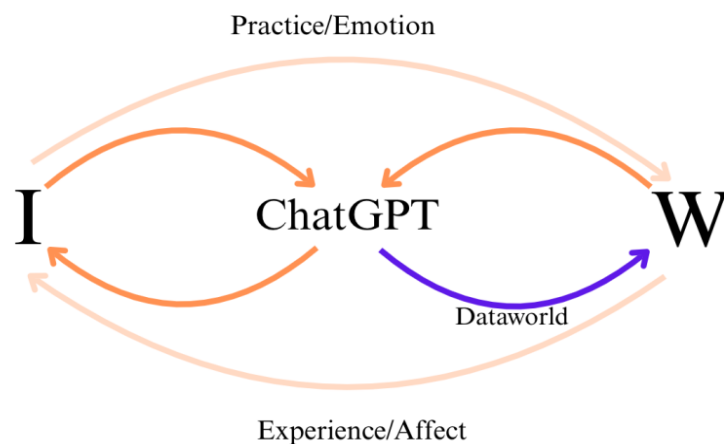 Practice/Emotion
I ChatGPT W
Dataworld
Experience/Affect